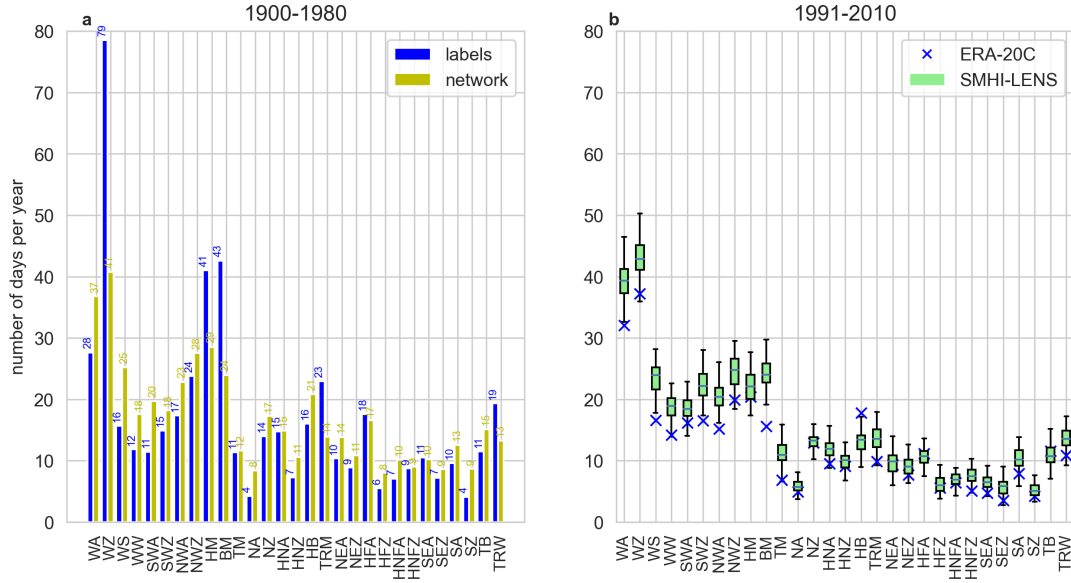 a
1900-1980
80
70
60
50
40
30
20
10
0
number of days per year
labels
network
28
37
79
41
16
25
12
18
11
20
15
18
17
23
24
28
41
29
43
24
11
12
4
8
14
17
15
15
7
11
16
21
23
14
10
14
9
11
18
17
6
8
7
10
9
9
11
10
7
9
10
13
4
9
11
15
19
13
WA
WZ
WS
WW
SWA
SWZ
NWA
NWZ
HM
BM
TM
NA
NZ
HNA
HNZ
HB
TRM
NEA
NEZ
HFA
HFZ
HNFA
HNFZ
SEA
SEZ
SA
SZ
TB
TRW
b
1991-2010
80
70
60
50
40
30
20
10
0
ERA-20C
SMHI-LENS
WA
WZ
WS
WW
SWA
SWZ
NWA
NWZ
HM
BM
TM
NA
NZ
HNA
HNZ
HB
TRM
NEA
NEZ
HFA
HFZ
HNFA
HNFZ
SEA
SEZ
SA
SZ
TB
TRW